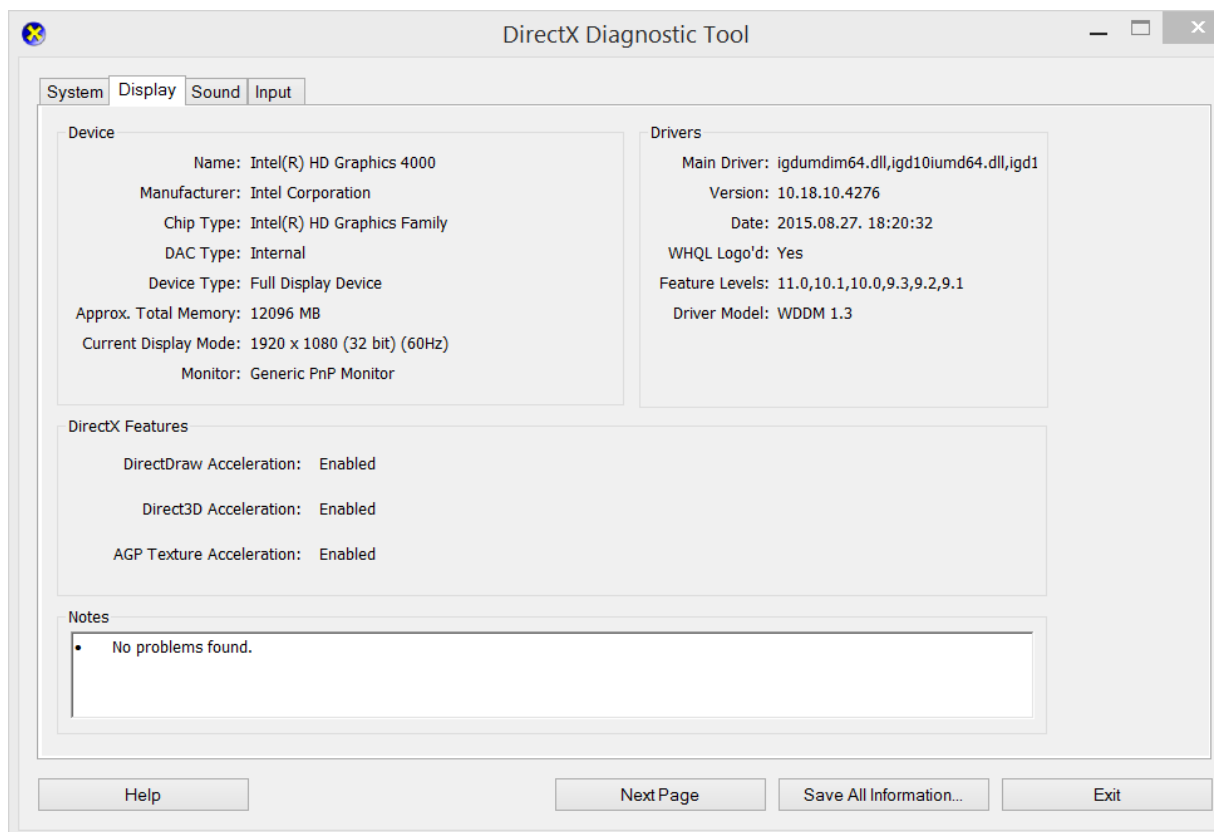 DirectX Diagnostic Tool
System Display Sound Input
Device
Name: Intel(R) HD Graphics 4000
Manufacturer: Intel Corporation
Chip Type: Intel(R) HD Graphics Family
DAC Type: Internal
Device Type: Full Display Device
Approx. Total Memory: 12096 MB
Current Display Mode: 1920 x 1080 (32 bit) (60Hz)
Monitor: Generic PnP Monitor
Drivers
Main Driver: igdumdim64.dll,igd10iumd64.dll,igd1
Version: 10.18.10.4276
Date: 2015.08.27. 18:20:32
WHQL Logo'd: Yes
Feature Levels: 11.0,10.1,10.0,9.3,9.2,9.1
Driver Model: WDDM 1.3
DirectX Features
DirectDraw Acceleration: Enabled
Direct3D Acceleration: Enabled
AGP Texture Acceleration: Enabled
Notes
• No problems found.
Help Next Page Save All Information... Exit